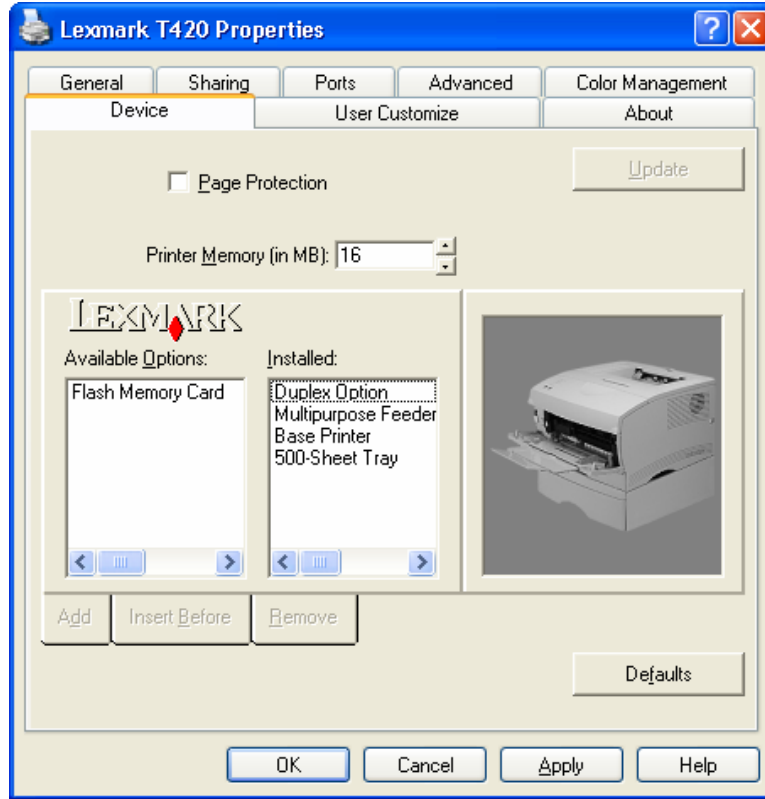 Lexmark T420 Properties
General Sharing Ports Advanced Color Management
Device User Customize About
Page Protection
Update
Printer Memory (in MB): 16
LEXMARK
Available Options:
Installed:
Flash Memory Card
Duplex Option
Multipurpose Feeder
Base Printer
500-Sheet Tray
Add Insert Before Remove
Defaults
OK Cancel Apply Help